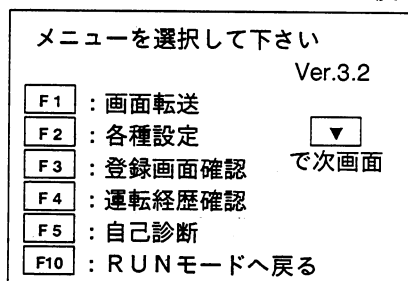 メニューを選択して下さい
Ver.3.2
F1 : 画面転送
F2 : 各種設定 ▼
F3 : 登録画面確認 で次画面
F4 : 運転経歴確認
F5 : 自己診断
F10 : RUNモードへ戻る